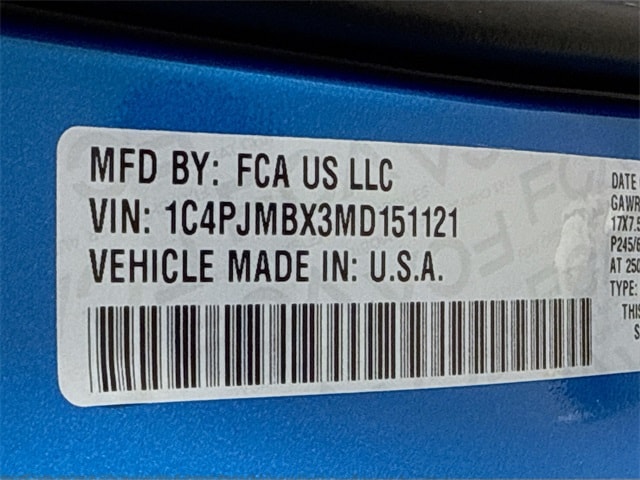 MFD BY: FCA US LLC
VIN: 1C4PJMBX3MD151121
VEHICLE MADE IN: U.S.A.
DATE
GAWR
17X7.5
P245/6
AT 250
TYPE:
THIS
S